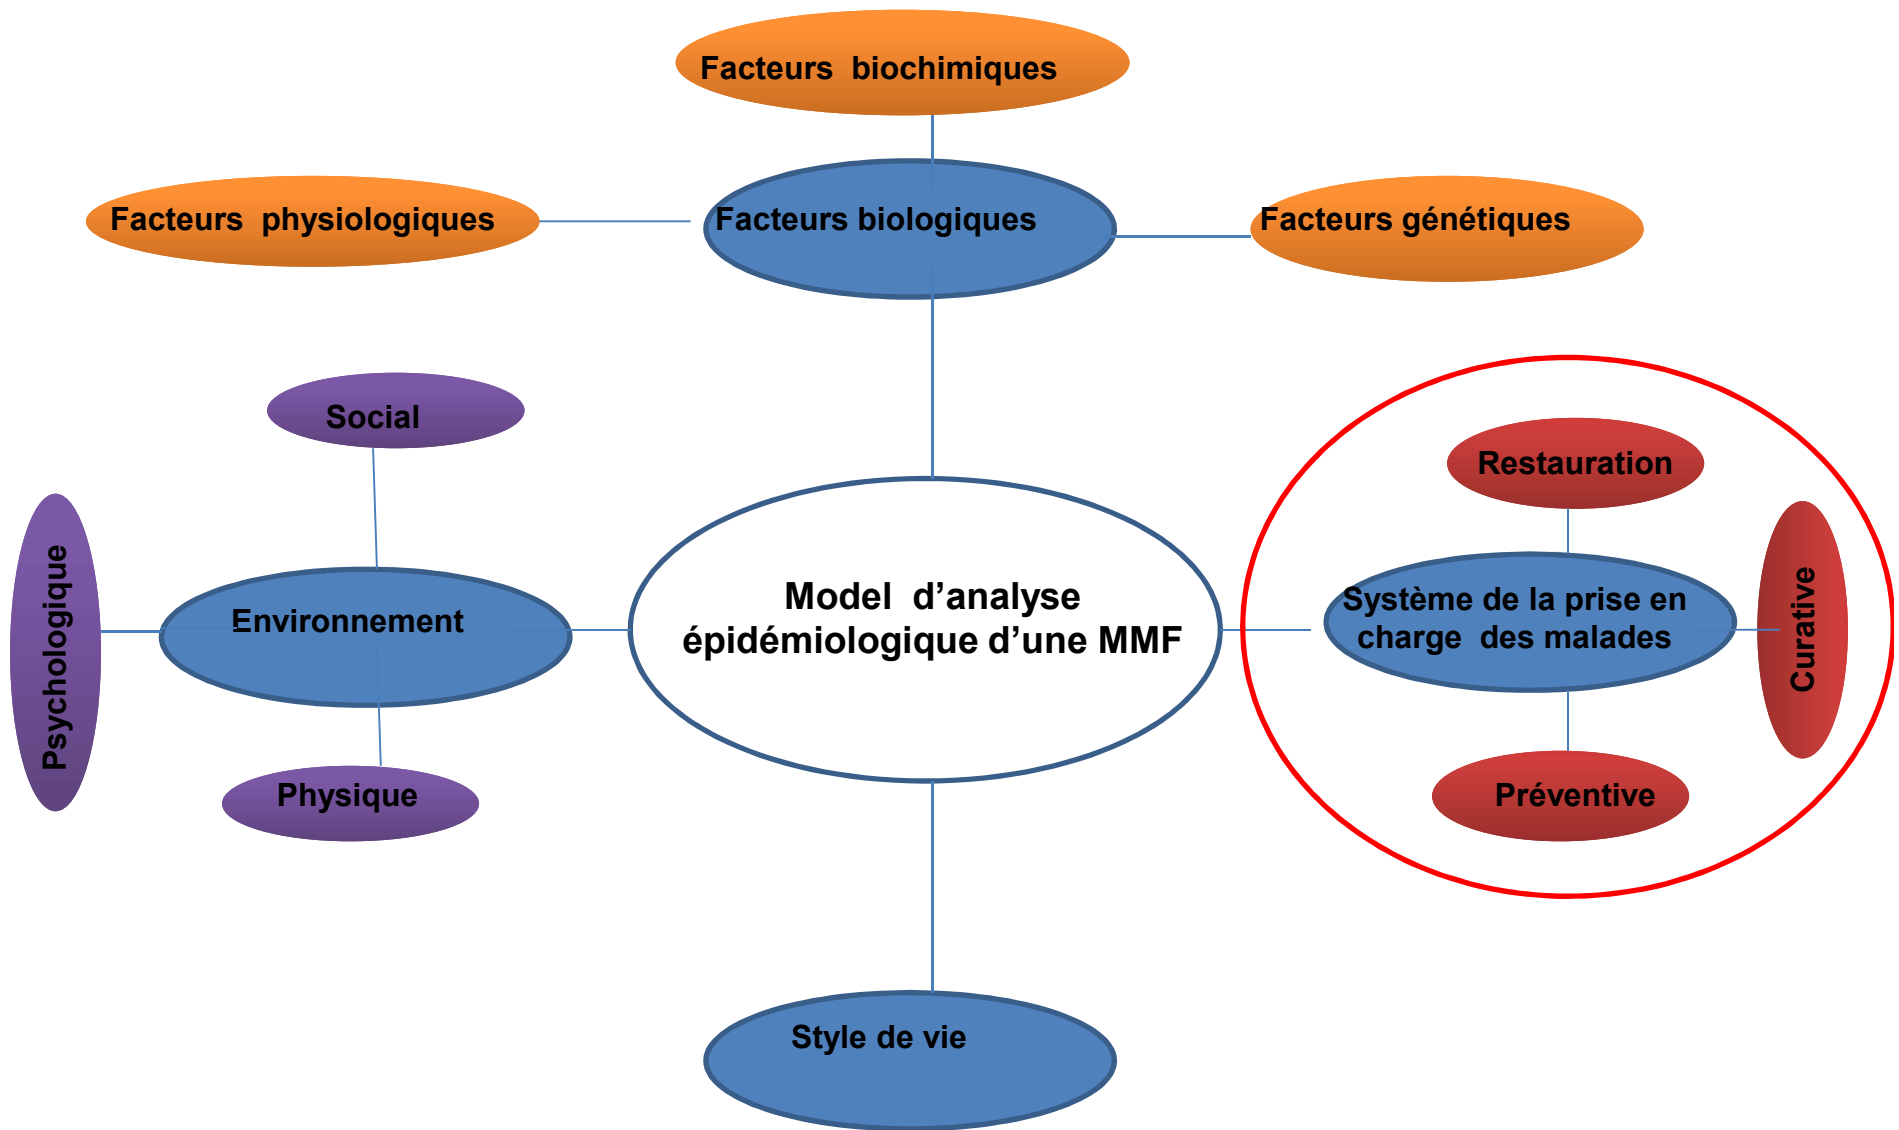 Facteurs biochimiques
Facteurs physiologiques
Facteurs biologiques
Facteurs génétiques
Social
Restauration
Psychologique
Environnement
Model d’analyse
épidémiologique d’une MMF
Système de la prise en
charge des malades
Curative
Physique
Préventive
Style de vie